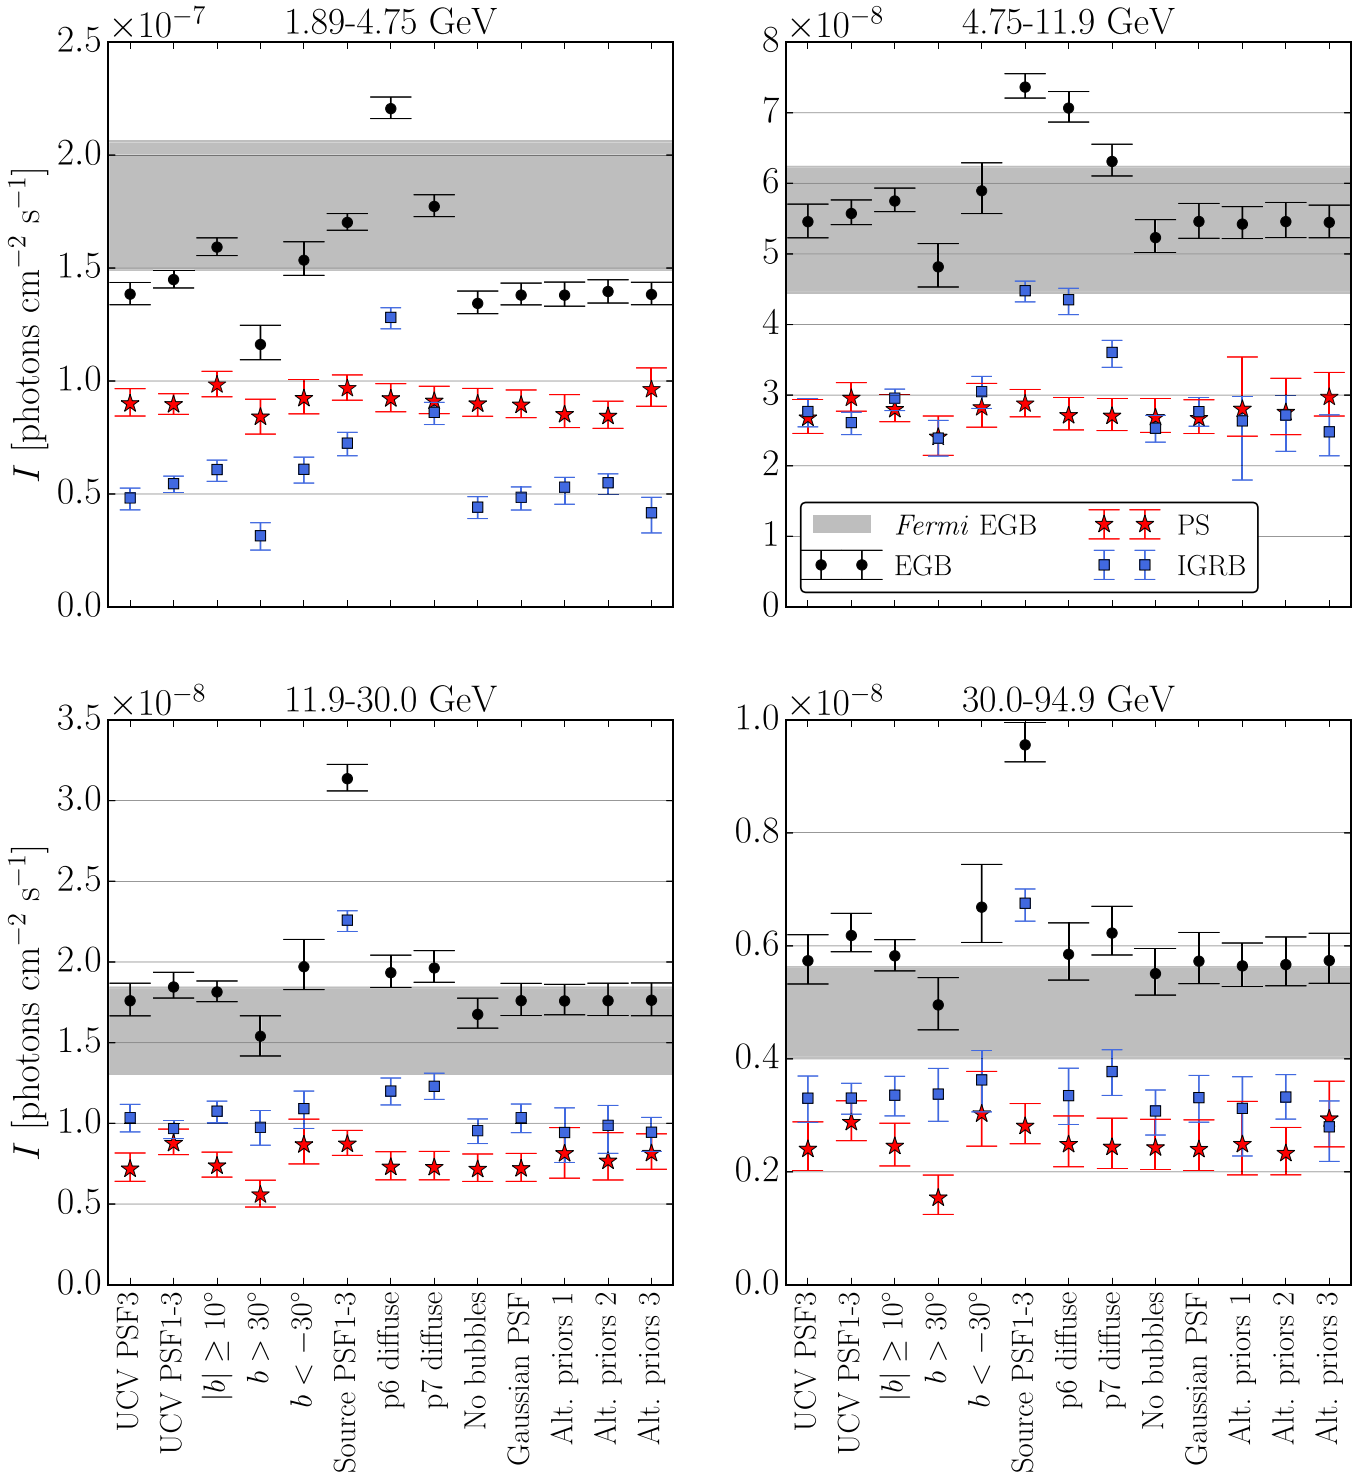 ×10⁻⁷ 1.89-4.75 GeV
2.5
2.0
1.5
1.0
0.5
0.0
I [photons cm⁻² s⁻¹]
×10⁻⁸ 4.75-11.9 GeV
8
7
6
5
4
3
2
1
0
Fermi EGB
EGB
PS
IGRB
×10⁻⁸ 11.9-30.0 GeV
3.5
3.0
2.5
2.0
1.5
1.0
0.5
0.0
I [photons cm⁻² s⁻¹]
UCV PSF3
UCV PSF1-3
|b| ≥ 10°
b > 30°
b < −30°
Source PSF1-3
p6 diffuse
p7 diffuse
No bubbles
Gaussian PSF
Alt. priors 1
Alt. priors 2
Alt. priors 3
×10⁻⁸ 30.0-94.9 GeV
1.0
0.8
0.6
0.4
0.2
0.0
UCV PSF3
UCV PSF1-3
|b| ≥ 10°
b > 30°
b < −30°
Source PSF1-3
p6 diffuse
p7 diffuse
No bubbles
Gaussian PSF
Alt. priors 1
Alt. priors 2
Alt. priors 3